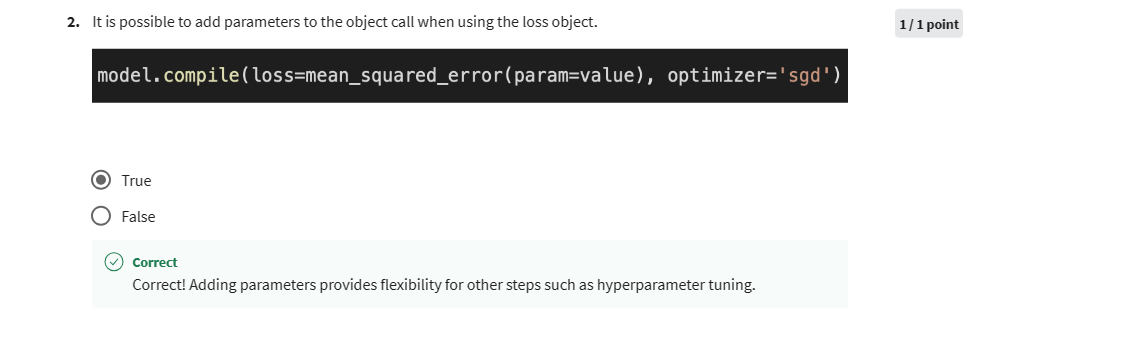 2. It is possible to add parameters to the object call when using the loss object.
1 / 1 point
model.compile(loss=mean_squared_error(param=value), optimizer='sgd')
True
False
Correct
Correct! Adding parameters provides flexibility for other steps such as hyperparameter tuning.